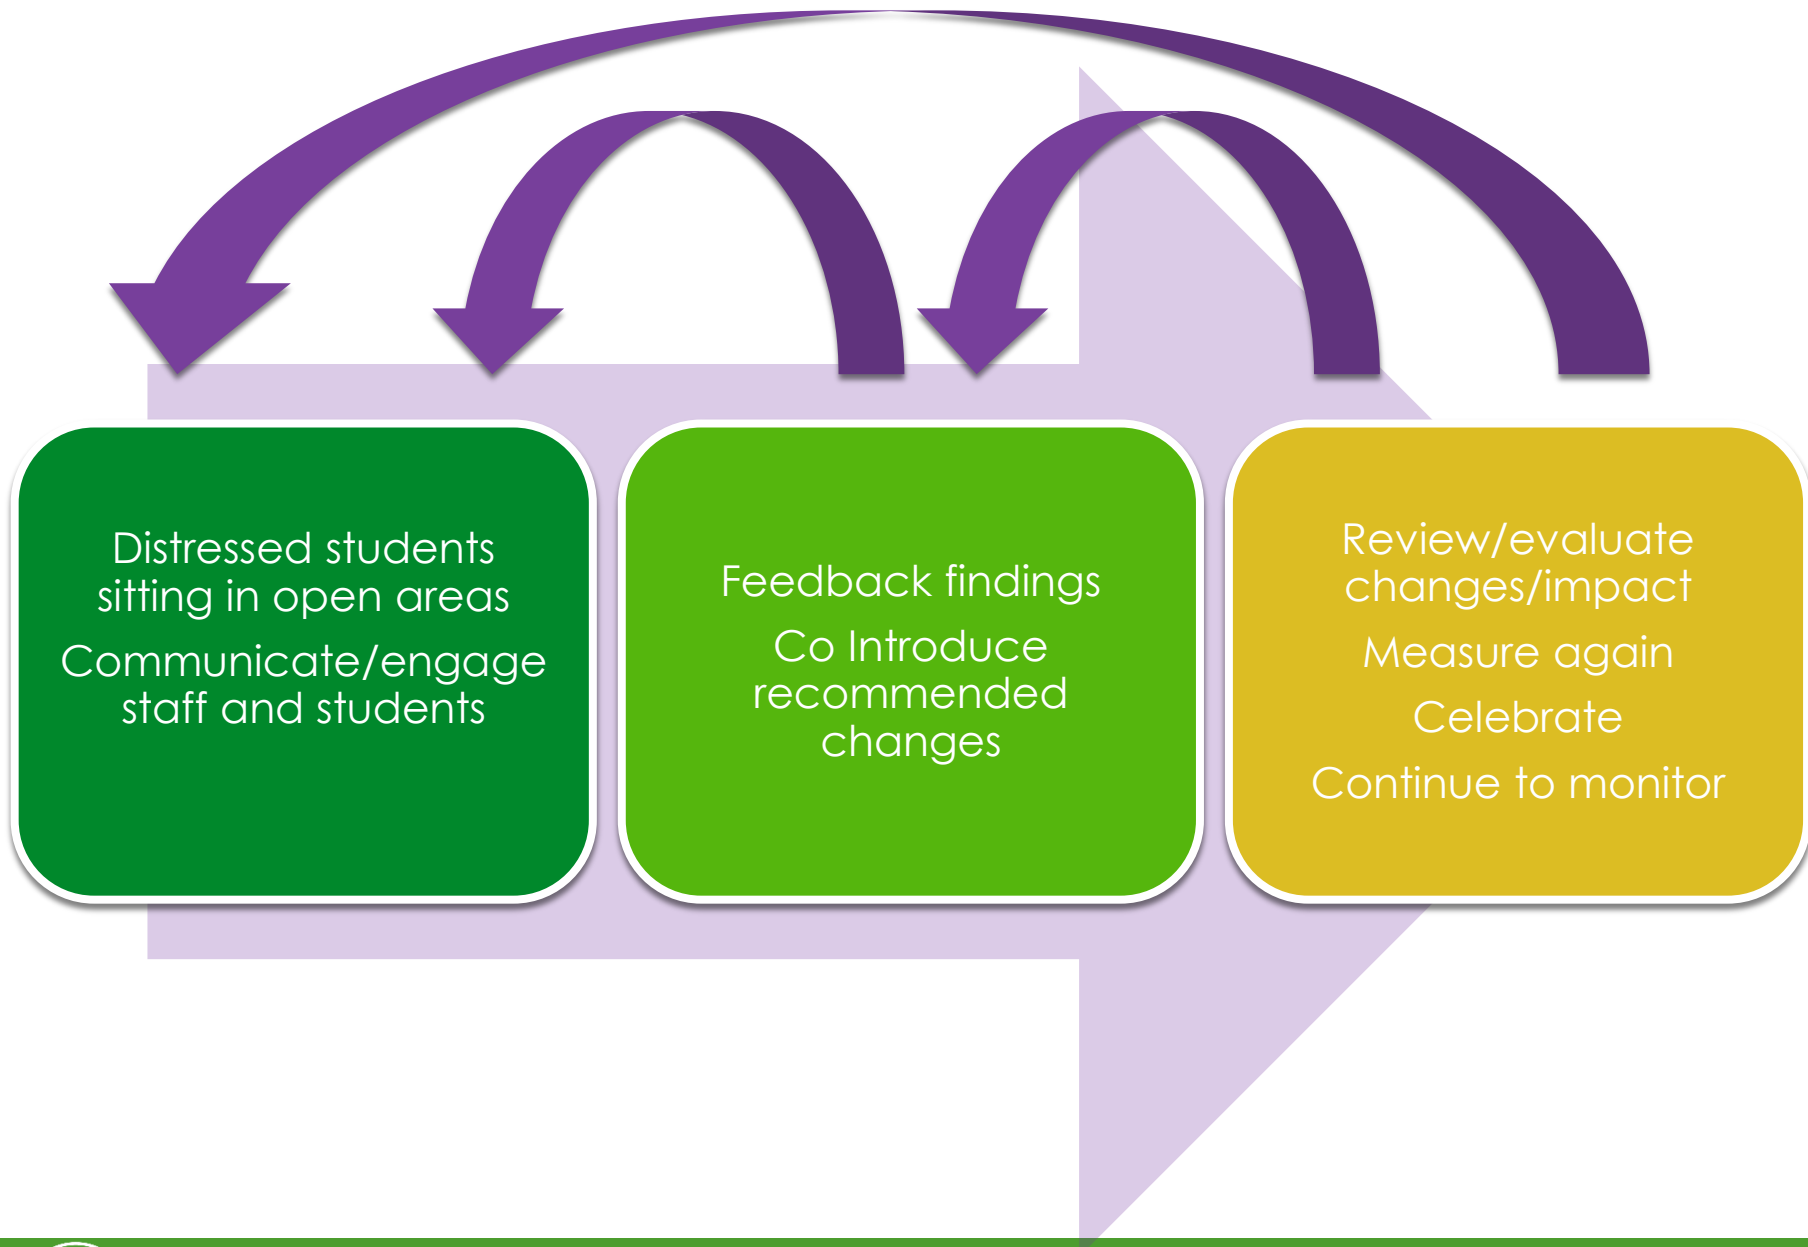 Distressed students
sitting in open areas
Communicate/engage
staff and students
Feedback findings
Co Introduce
recommended
changes
Review/evaluate
changes/impact
Measure again
Celebrate
Continue to monitor